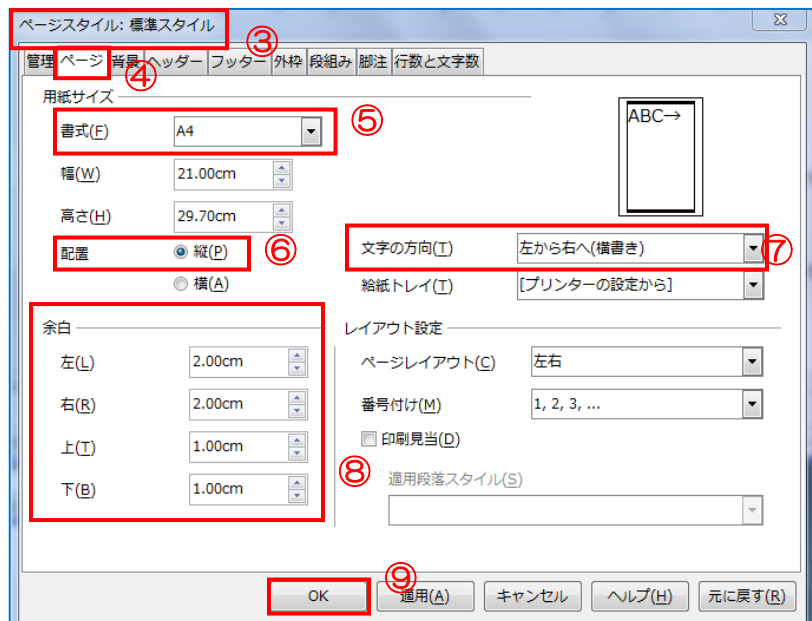 ページスタイル: 標準スタイル
③
管理 ページ 背景 ヘッダー フッター 外枠 段組み 脚注 行数と文字数
④
用紙サイズ
書式(F) A4
⑤
ABC→
幅(W) 21.00cm
高さ(H) 29.70cm
配置 縦(P)
⑥
文字の方向(T) 左から右へ(横書き)
⑦
横(A)
給紙トレイ(T) [プリンターの設定から]
余白
レイアウト設定
左(L) 2.00cm
ページレイアウト(C) 左右
右(R) 2.00cm
番号付け(M) 1, 2, 3, ...
上(T) 1.00cm
印刷見当(D)
⑧
適用段落スタイル(S)
下(B) 1.00cm
⑨
OK 適用(A) キャンセル ヘルプ(H) 元に戻す(R)